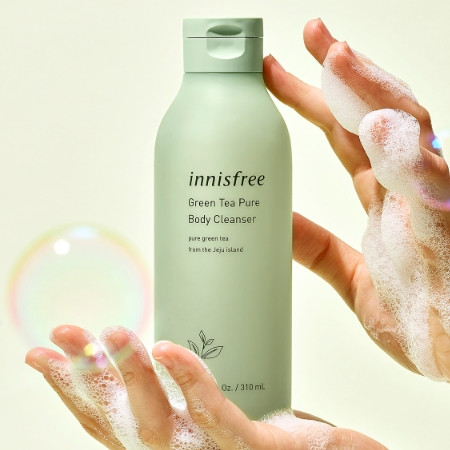 innisfree
Green Tea Pure
Body Cleanser
pure green tea
from the Jeju island
Oz. / 310 mL